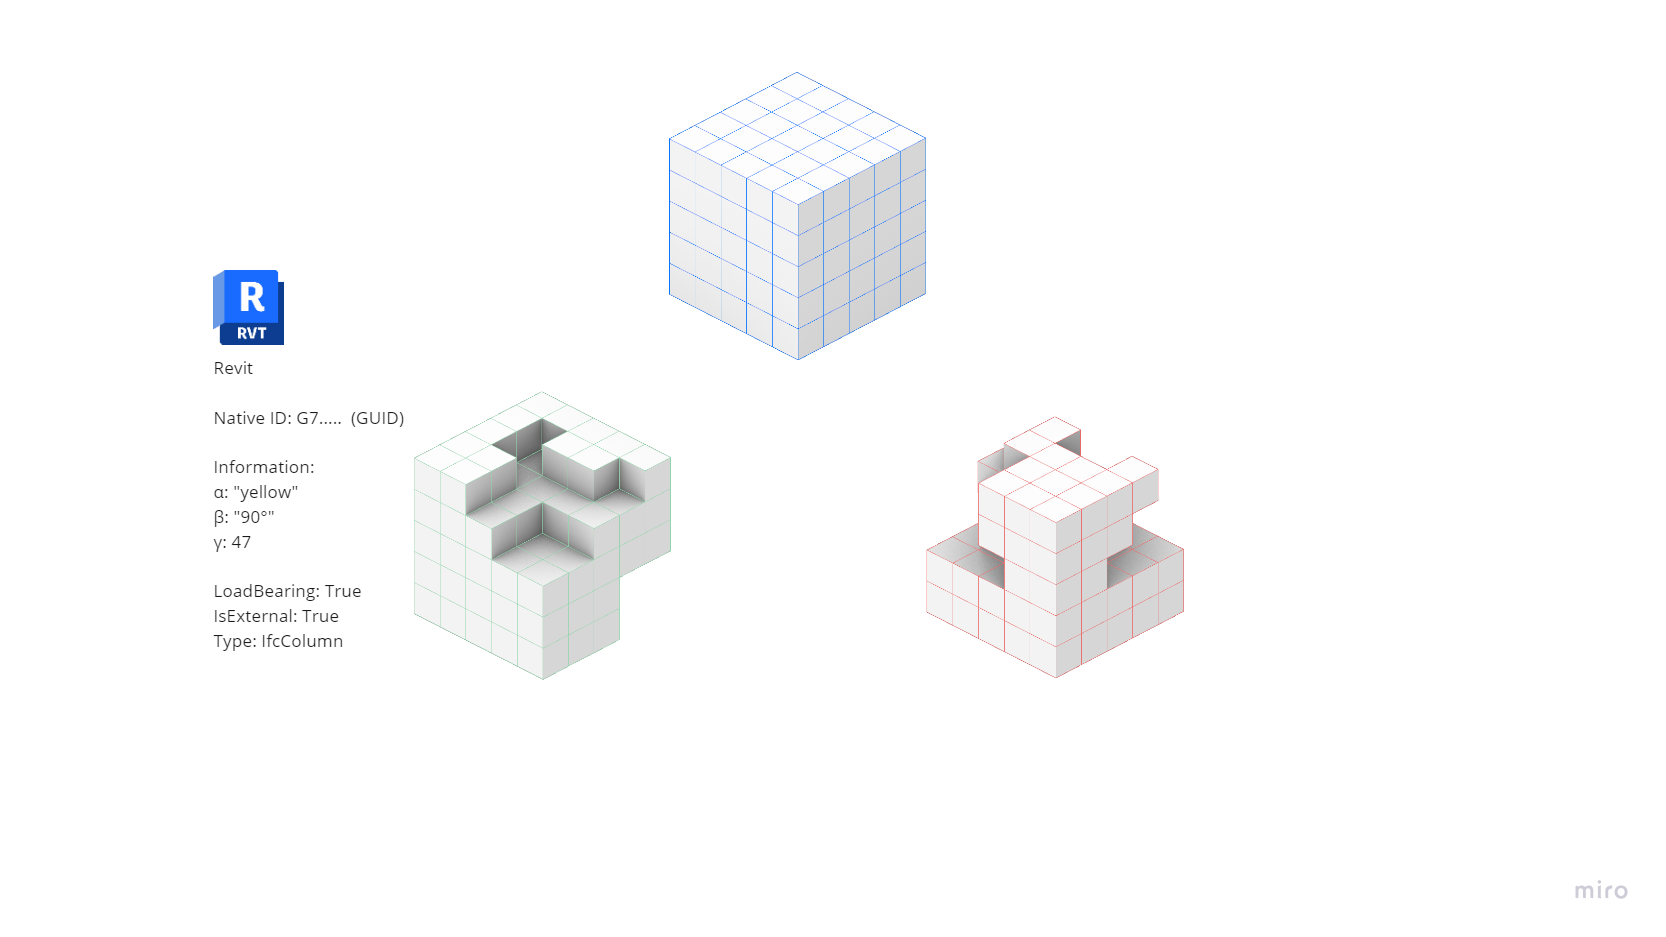 R
RVT
Revit
Native ID: G7..... (GUID)
Information:
α: "yellow"
β: "90°"
γ: 47
LoadBearing: True
IsExternal: True
Type: IfcColumn
miro